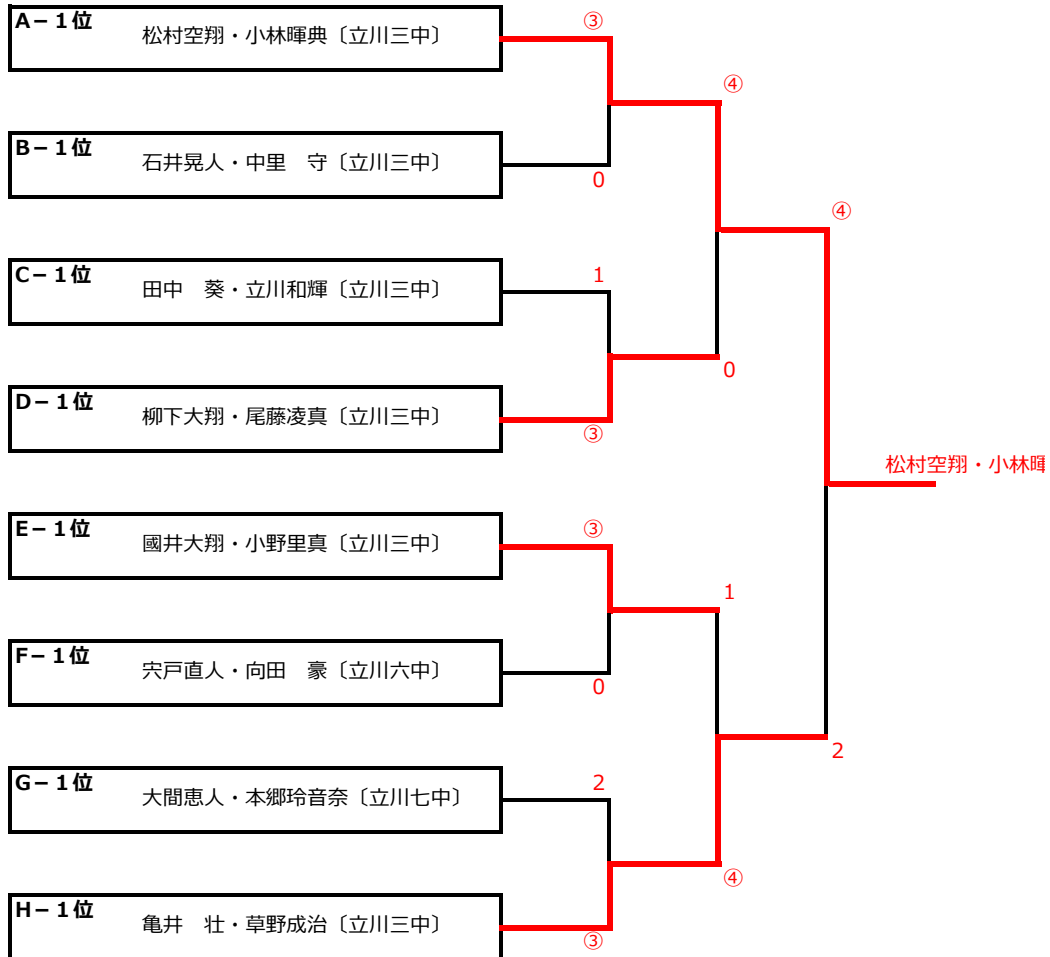 A－１位
松村空翔・小林暉典〔立川三中〕
③
④
B－１位
石井晃人・中里　守〔立川三中〕
0
④
C－１位
田中　葵・立川和輝〔立川三中〕
1
0
D－１位
柳下大翔・尾藤凌真〔立川三中〕
③
松村空翔・小林暉
E－１位
國井大翔・小野里真〔立川三中〕
③
1
F－１位
宍戸直人・向田　豪〔立川六中〕
0
2
G－１位
大間恵人・本郷玲音奈〔立川七中〕
2
④
H－１位
亀井　壮・草野成治〔立川三中〕
③